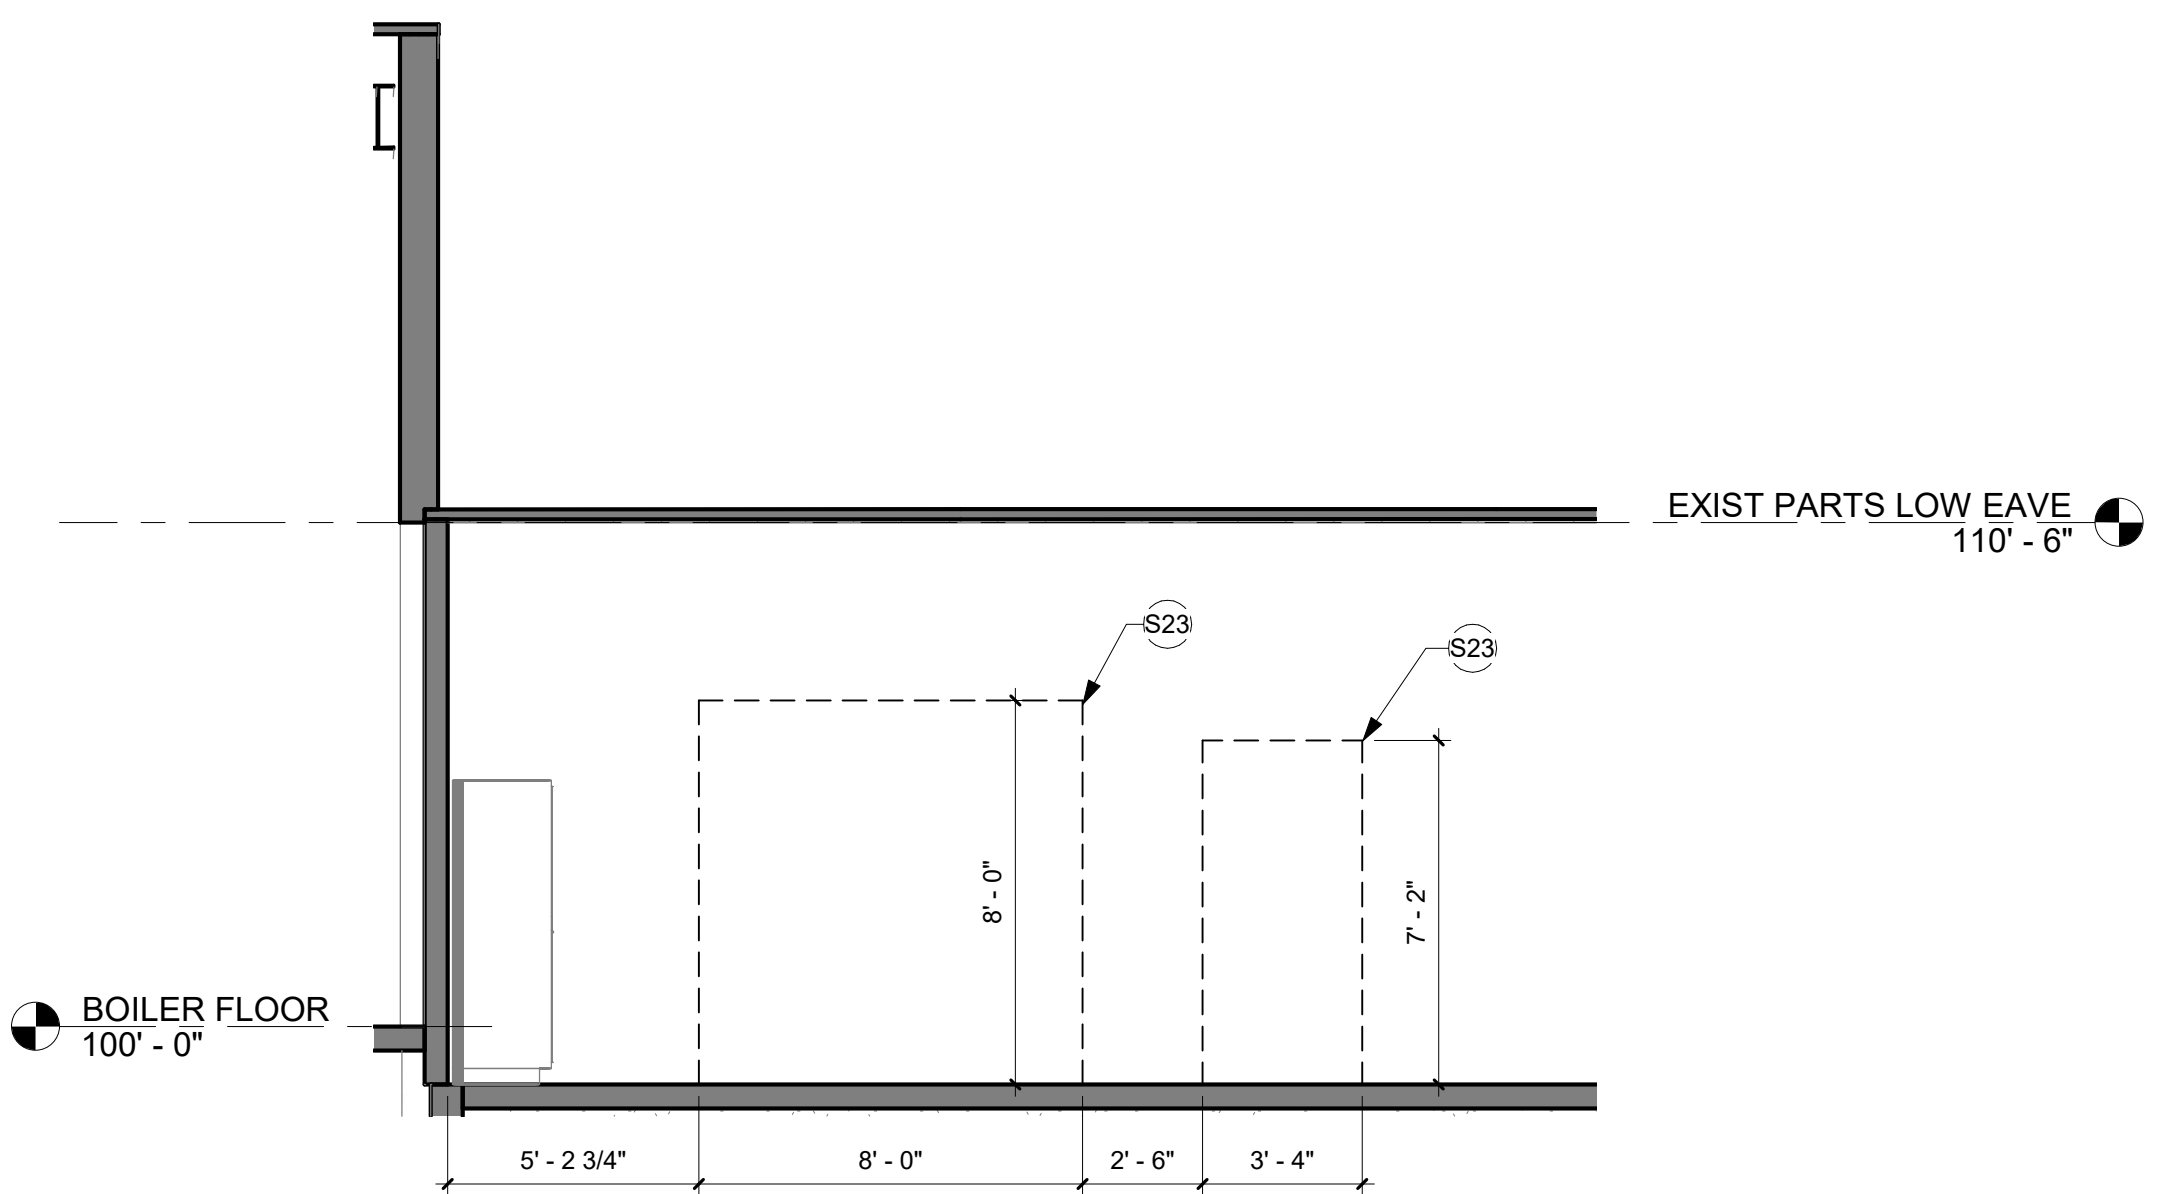 EXIST PARTS LOW EAVE
110' - 6"
S23
S23
8' - 0"
7' - 2"
BOILER FLOOR
100' - 0"
5' - 2 3/4"
8' - 0"
2' - 6"
3' - 4"